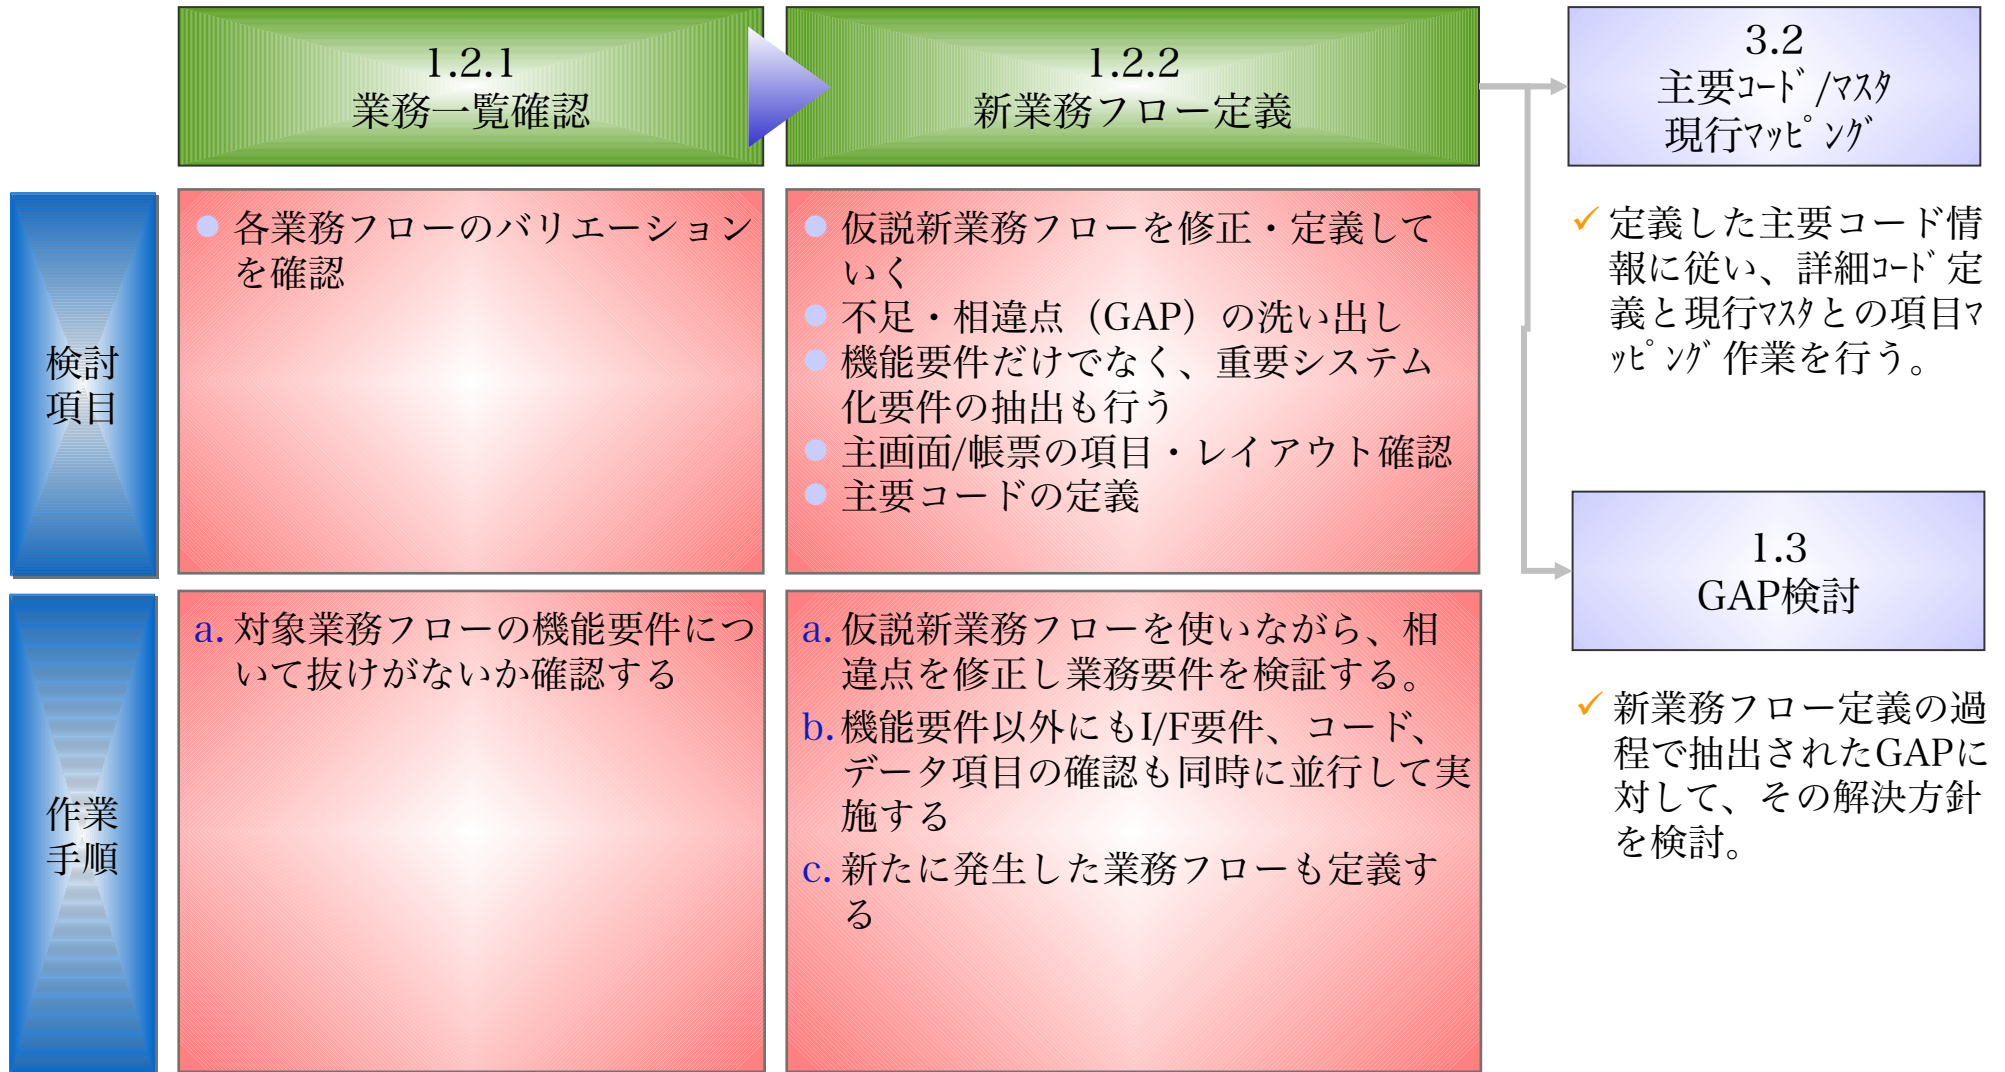 1.2.1
業務一覧確認
1.2.2
新業務フロー定義
3.2
主要ｺｰﾄﾞ/ﾏｽﾀ
現行ﾏｯﾋﾟﾝｸﾞ
検討
項目
● 各業務フローのバリエーション
を確認
● 仮説新業務フローを修正・定義して
いく
● 不足・相違点（GAP）の洗い出し
● 機能要件だけでなく、重要システム
化要件の抽出も行う
● 主画面/帳票の項目・レイアウト確認
● 主要コードの定義
✓ 定義した主要コード情
報に従い、詳細ｺｰﾄﾞ定
義と現行ﾏｽﾀとの項目ﾏ
ｯﾋﾟﾝｸﾞ作業を行う。
1.3
GAP検討
✓ 新業務フロー定義の過
程で抽出されたGAPに
対して、その解決方針
を検討。
作業
手順
a. 対象業務フローの機能要件につ
いて抜けがないか確認する
a. 仮説新業務フローを使いながら、相
違点を修正し業務要件を検証する。
b. 機能要件以外にもI/F要件、コード、
データ項目の確認も同時に並行して実
施する
c. 新たに発生した業務フローも定義す
る